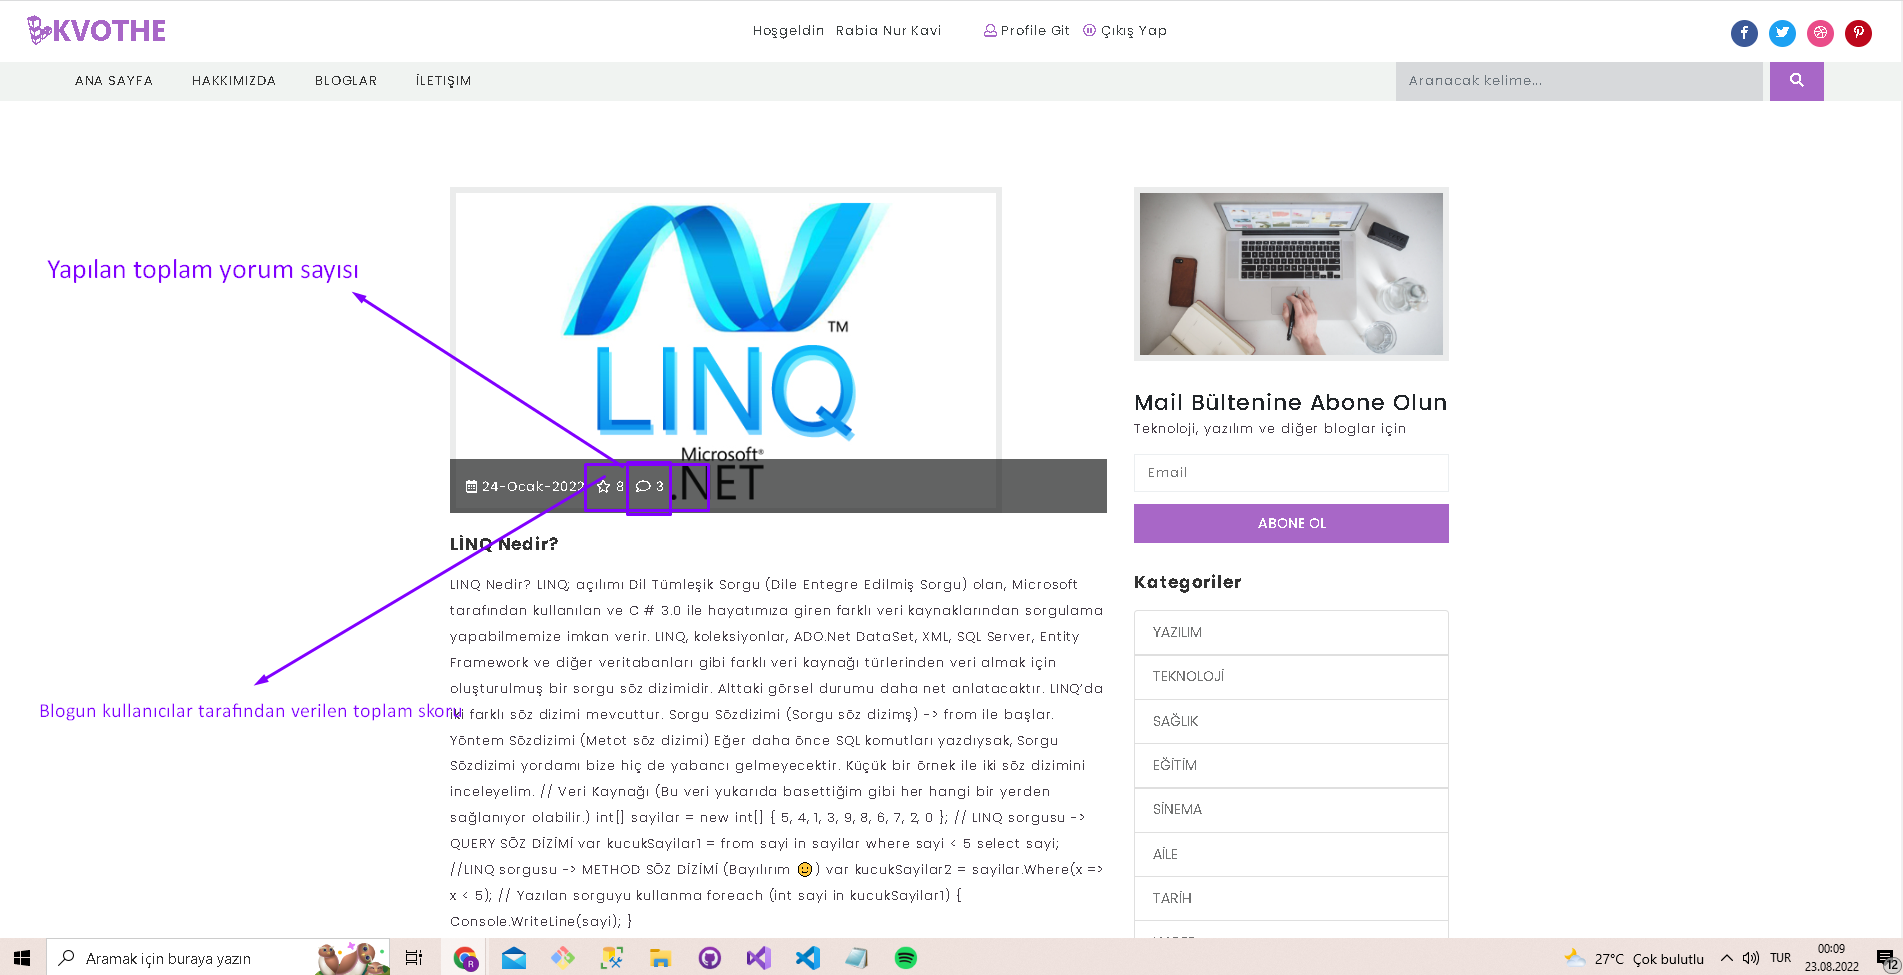 KVOTHE
Hoşgeldin Rabia Nur Kavi Profile Git Çıkış Yap
ANA SAYFA HAKKIMIZDA BLOGLAR İLETIŞIM
Aranacak kelime...
Yapılan toplam yorum sayısı
TM
LINQ
Microsoft®
.NET
24-Ocak-2022 8 3
LİNQ Nedir?
LINQ Nedir? LINQ; açılımı Dil Tümleşik Sorgu (Dile Entegre Edilmiş Sorgu) olan, Microsoft
tarafından kullanılan ve C # 3.0 ile hayatımıza giren farklı veri kaynaklarından sorgulama
yapabilmemize imkan verir. LINQ, koleksiyonlar, ADO.Net DataSet, XML, SQL Server, Entity
Framework ve diğer veritabanları gibi farklı veri kaynağı türlerinden veri almak için
oluşturulmuş bir sorgu söz dizimidir. Alttaki görsel durumu daha net anlatacaktır. LINQ’da
iki farklı söz dizimi mevcuttur. Sorgu Sözdizimi (Sorgu söz dizimş) -> from ile başlar.
Yöntem Sözdizimi (Metot söz dizimi) Eğer daha önce SQL komutları yazdıysak, Sorgu
Sözdizimi yordamı bize hiç de yabancı gelmeyecektir. Küçük bir örnek ile iki söz dizimini
inceleyelim. // Veri Kaynağı (Bu veri yukarıda basettiğim gibi her hangi bir yerden
sağlanıyor olabilir.) int[] sayilar = new int[] { 5, 4, 1, 3, 9, 8, 6, 7, 2, 0 }; // LINQ sorgusu ->
QUERY SÖZ DİZİMİ var kucukSayilar1 = from sayi in sayilar where sayi < 5 select sayi;
//LINQ sorgusu -> METHOD SÖZ DİZİMİ (Bayılırım 🙂) var kucukSayilar2 = sayilar.Where(x =>
x < 5); // Yazılan sorguyu kullanma foreach (int sayi in kucukSayilar1) {
Console.WriteLine(sayi); }
Blogun kullanıcılar tarafından verilen toplam skoru
Mail Bültenine Abone Olun
Teknoloji, yazılım ve diğer bloglar için
Email
ABONE OL
Kategoriler
YAZILIM
TEKNOLOJİ
SAĞLIK
EĞİTİM
SİNEMA
AİLE
TARİH
Aramak için buraya yazın
R
27°C Çok bulutlu TUR
00:09
23.08.2022
12